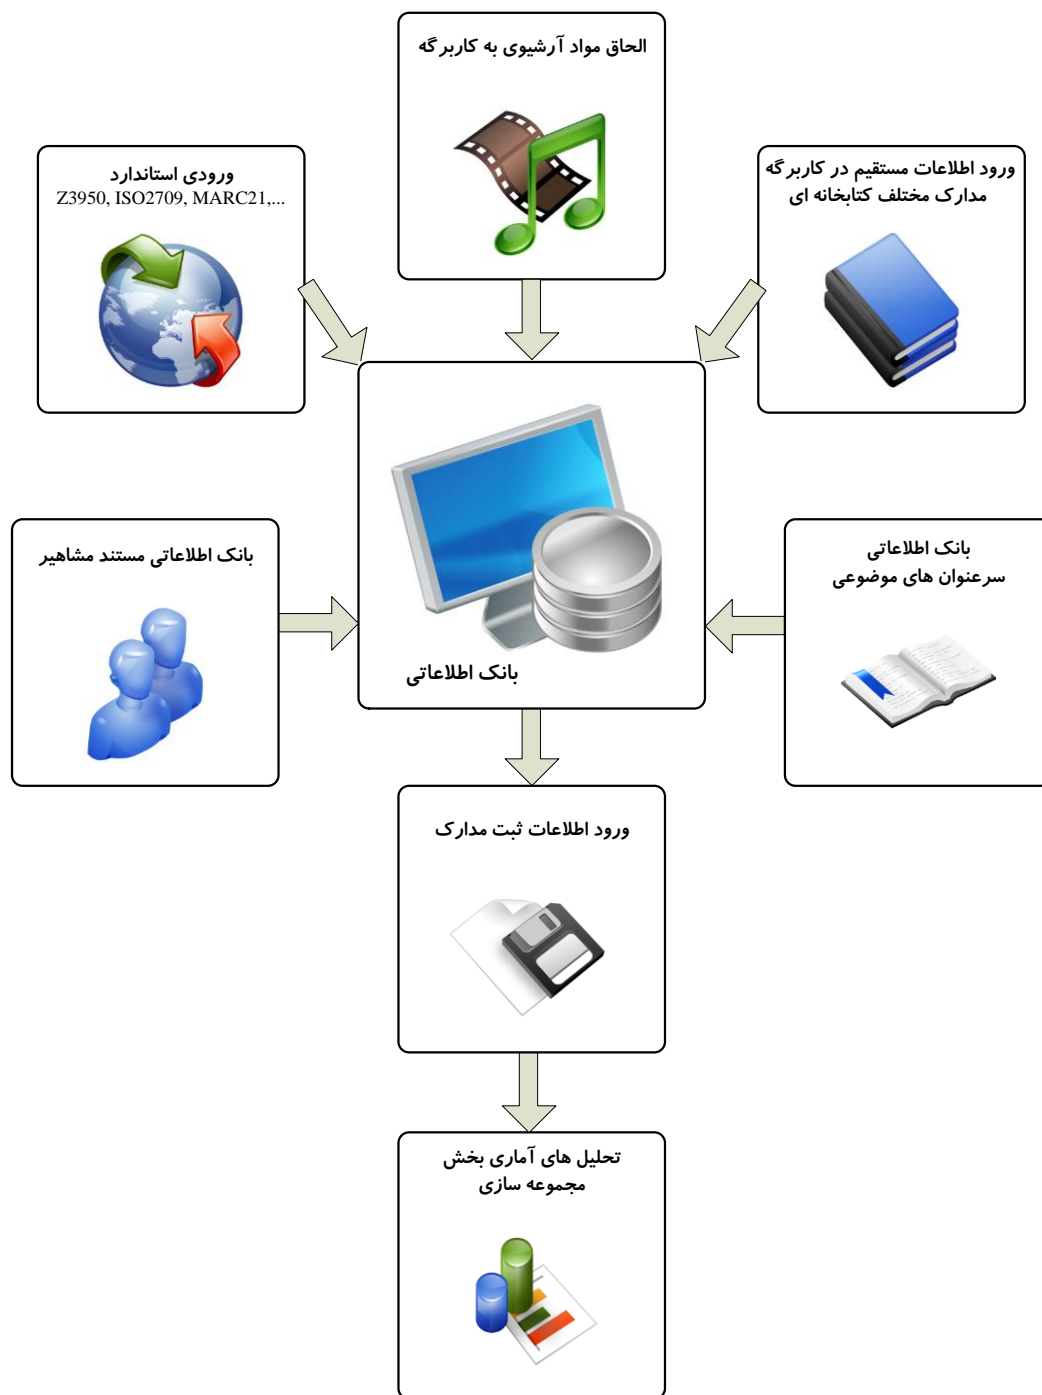 الحاق مواد آرشیوی به کاربرگه
ورود اطلاعات مستقیم در کاربرگه
مدارک مختلف کتابخانه ای
ورودی استاندارد
Z3950, ISO2709, MARC21,...
بانک اطلاعاتی
سرعنوان های موضوعی
بانک اطلاعاتی مستند مشاهیر
بانک اطلاعاتی
ورود اطلاعات ثبت مدارک
تحلیل های آماری بخش
مجموعه سازی